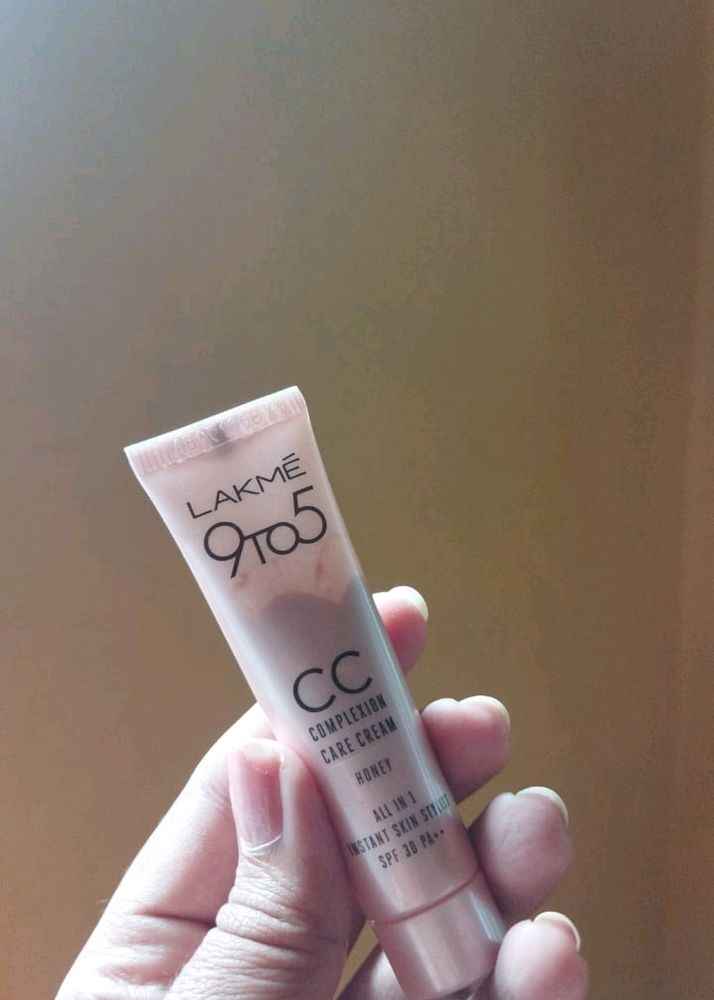 LAKMÉ
9TO5
CC
COMPLEXION
CARE CREAM
HONEY
ALL IN 1
INSTANT SKIN STYLIST
SPF 30 PA++